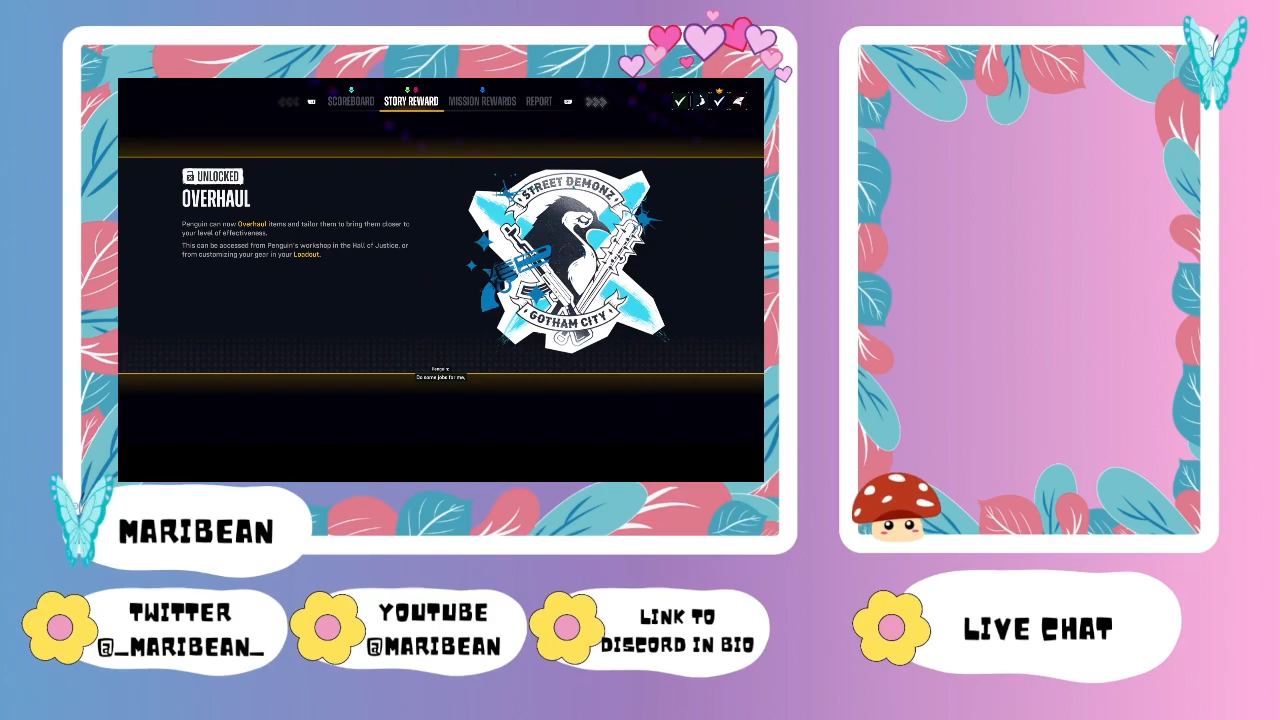 SCOREBOARD STORY REWARD MISSION REWARDS REPORT
UNLOCKED
OVERHAUL
Penguin can now Overhaul items and tailor them to bring them closer to
your level of effectiveness.
This can be accessed from Penguin's workshop in the Hall of Justice, or
from customizing your gear in your Loadout.
STREET DEMONZ
GOTHAM CITY
Penguin:
Do some jobs for me,
MARIBEAN
TWITTER
@_MARIBEAN_
YOUTUBE
@MARIBEAN
LINK TO
DISCORD IN BIO
LIVE CHAT